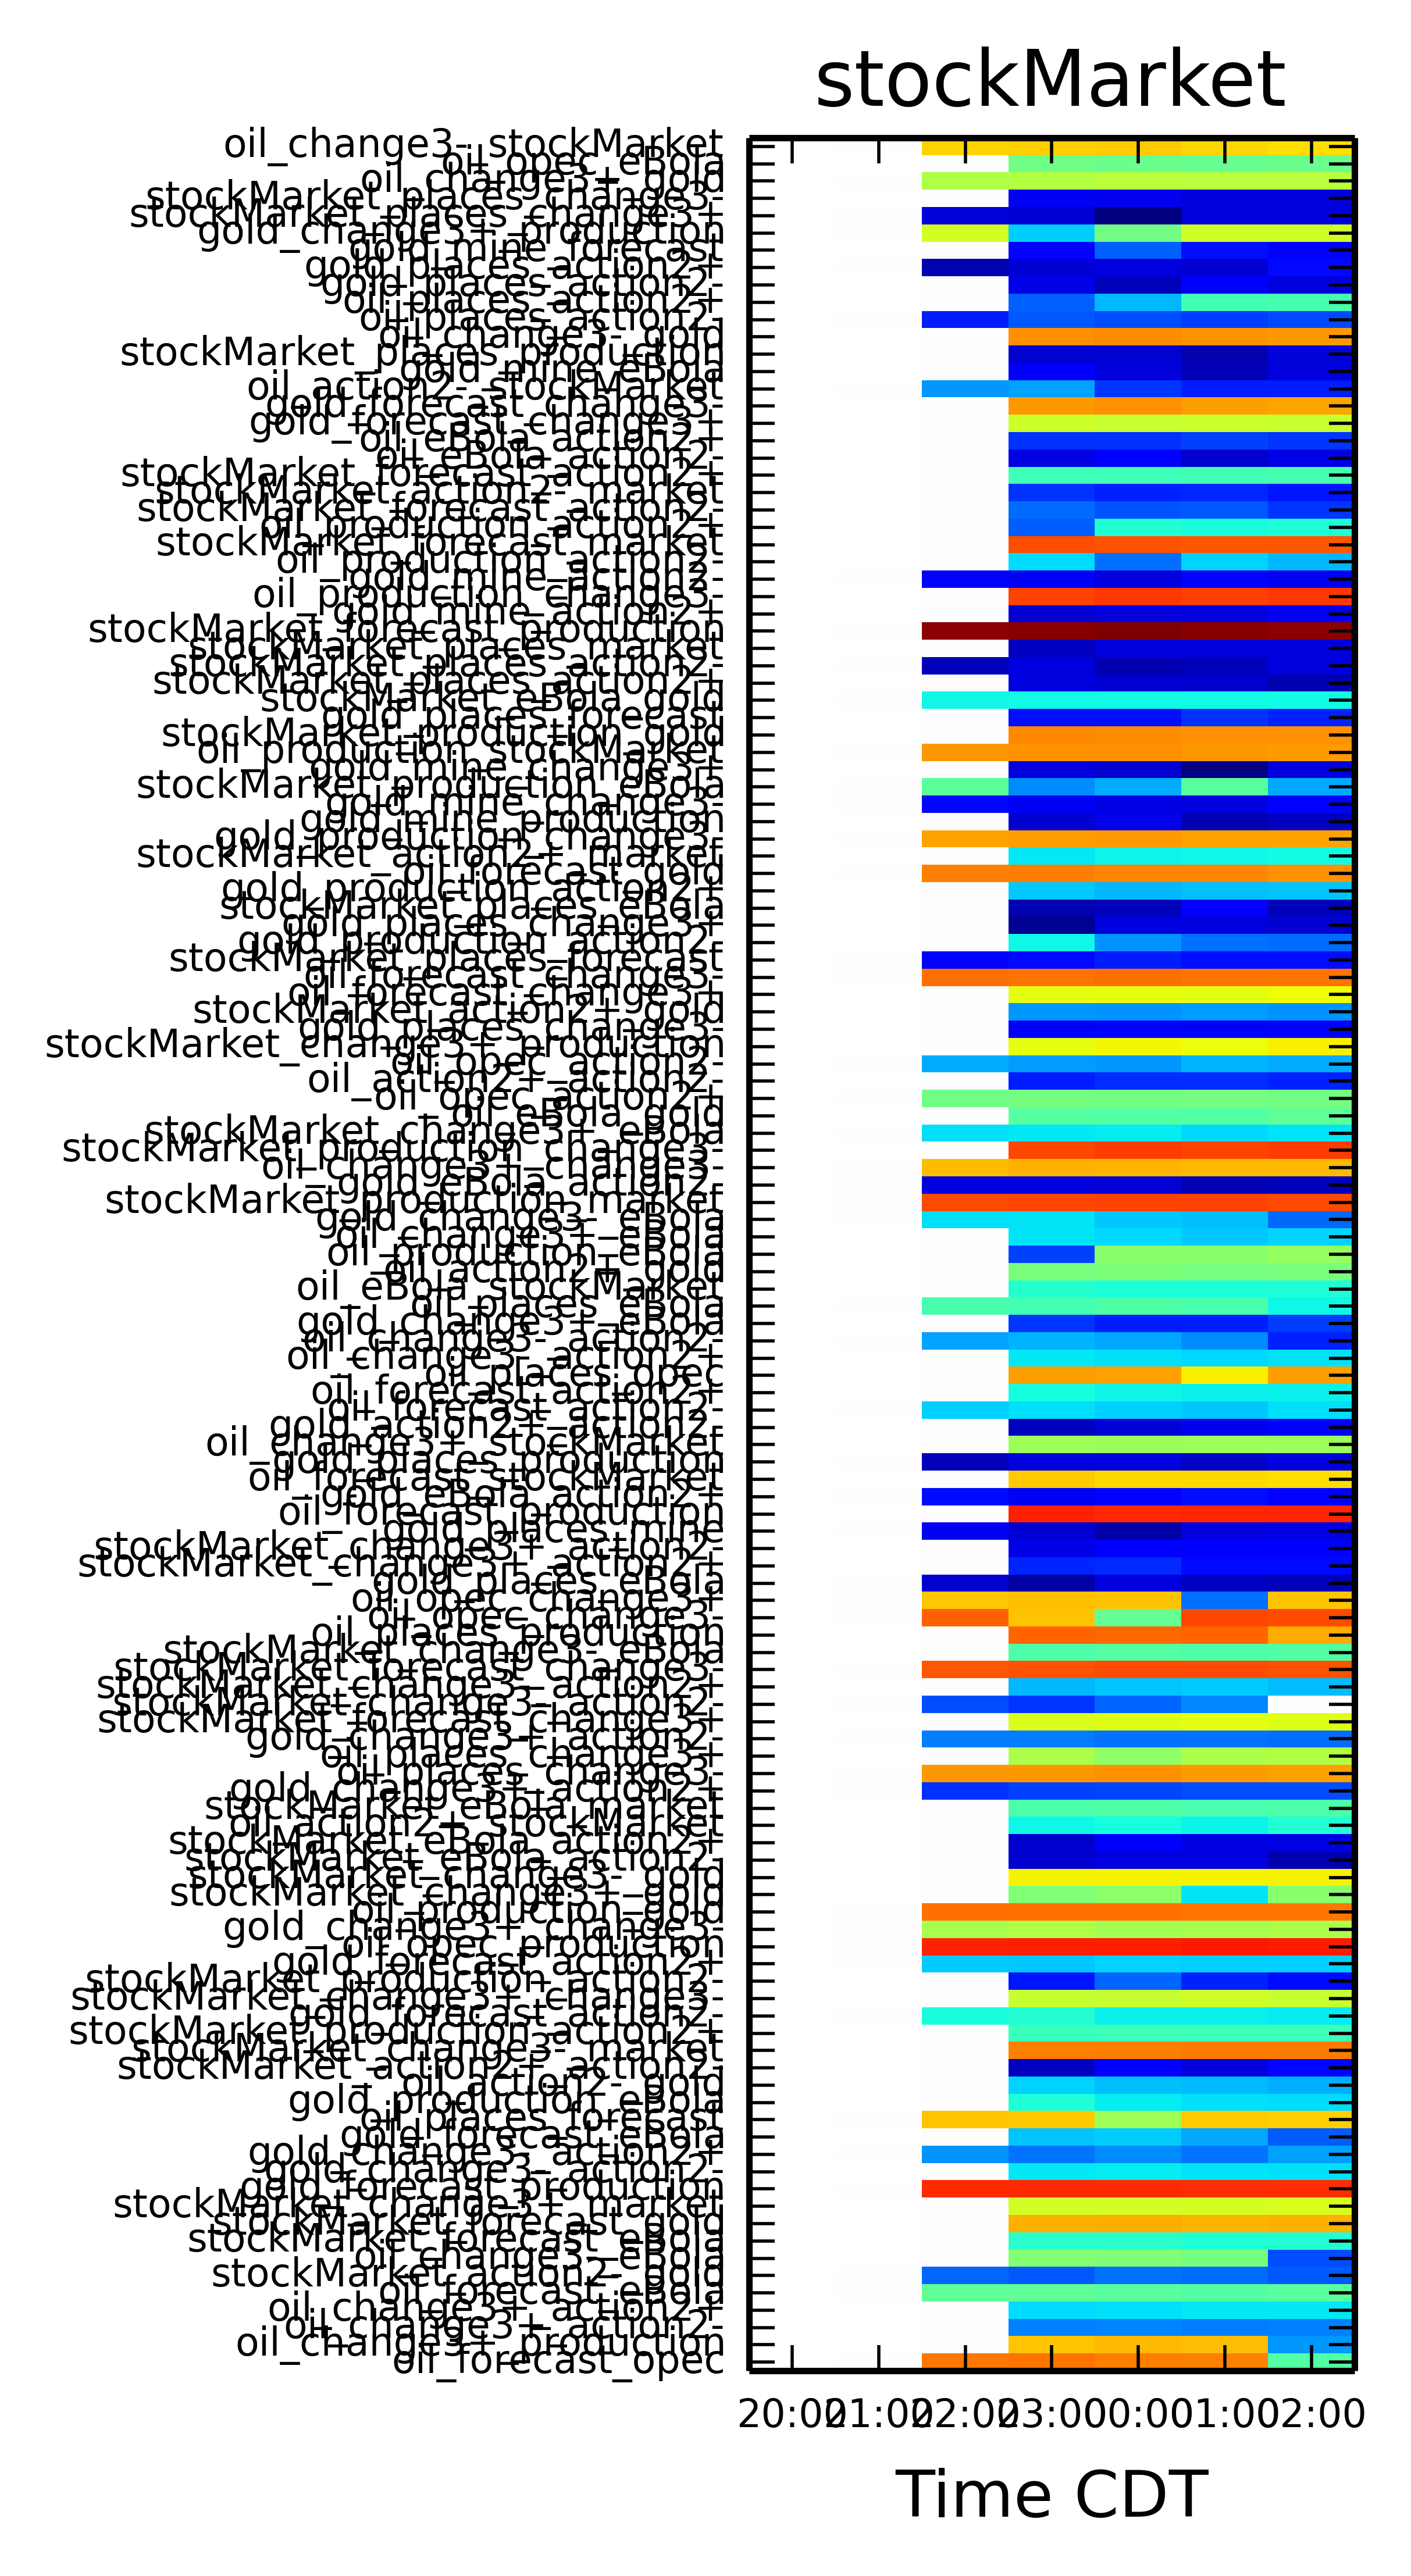 stockMarket
oil_change3-_stockMarket
oil_opec_eBola
oil_change3+_gold
stockMarket_places_change3-
stockMarket_places_change3+
gold_change3+_production
gold_mine_forecast
gold_places_action2+
gold_places_action2-
oil_places_action2+
oil_places_action2-
oil_change3-_gold
stockMarket_places_production
gold_mine_eBola
oil_action2-_stockMarket
gold_forecast_change3-
gold_forecast_change3+
oil_eBola_action2+
oil_eBola_action2-
stockMarket_forecast_action2+
stockMarket_action2-_market
stockMarket_forecast_action2-
oil_production_action2+
stockMarket_forecast_market
oil_production_action2-
gold_mine_action2-
oil_production_change3-
gold_mine_action2+
stockMarket_forecast_production
stockMarket_places_market
stockMarket_places_action2-
stockMarket_places_action2+
stockMarket_eBola_gold
gold_places_forecast
stockMarket_production_gold
oil_production_stockMarket
gold_mine_change3+
stockMarket_production_eBola
gold_mine_change3-
gold_mine_production
gold_production_change3-
stockMarket_action2+_market
oil_forecast_gold
gold_production_action2+
stockMarket_places_eBola
gold_places_change3+
gold_production_action2-
stockMarket_places_forecast
oil_forecast_change3-
oil_forecast_change3+
stockMarket_action2+_gold
gold_places_change3-
stockMarket_change3+_production
oil_opec_action2-
oil_action2+_action2-
oil_opec_action2+
oil_eBola_gold
stockMarket_change3+_eBola
stockMarket_production_change3-
oil_change3+_change3-
gold_eBola_action2-
stockMarket_production_market
gold_change3-_eBola
oil_change3+_eBola
oil_production_eBola
oil_action2+_gold
oil_eBola_stockMarket
oil_places_eBola
gold_change3+_eBola
oil_change3-_action2-
oil_change3-_action2+
oil_places_opec
oil_forecast_action2+
oil_forecast_action2-
gold_action2+_action2-
oil_change3+_stockMarket
gold_places_production
oil_forecast_stockMarket
gold_eBola_action2+
oil_forecast_production
gold_places_mine
stockMarket_change3+_action2-
stockMarket_change3+_action2+
gold_places_eBola
oil_opec_change3+
oil_opec_change3-
oil_places_production
stockMarket_change3-_eBola
stockMarket_forecast_change3-
stockMarket_change3-_action2+
stockMarket_change3-_action2-
stockMarket_forecast_change3+
gold_change3+_action2-
oil_places_change3+
oil_places_change3-
gold_change3+_action2+
stockMarket_eBola_market
oil_action2+_stockMarket
stockMarket_eBola_action2+
stockMarket_eBola_action2-
stockMarket_change3-_gold
stockMarket_change3+_gold
oil_production_gold
gold_change3+_change3-
oil_opec_production
gold_forecast_action2+
stockMarket_production_action2-
stockMarket_change3+_change3-
gold_forecast_action2-
stockMarket_production_action2+
stockMarket_change3-_market
stockMarket_action2+_action2-
oil_action2-_gold
gold_production_eBola
oil_places_forecast
gold_forecast_eBola
gold_change3-_action2+
gold_change3-_action2-
gold_forecast_production
stockMarket_change3+_market
stockMarket_forecast_gold
stockMarket_forecast_eBola
oil_change3-_eBola
stockMarket_action2-_gold
oil_forecast_eBola
oil_change3+_action2+
oil_change3+_action2-
oil_change3+_production
oil_forecast_opec
20:00 21:00 22:00 23:00 00:00 01:00 02:00
Time CDT